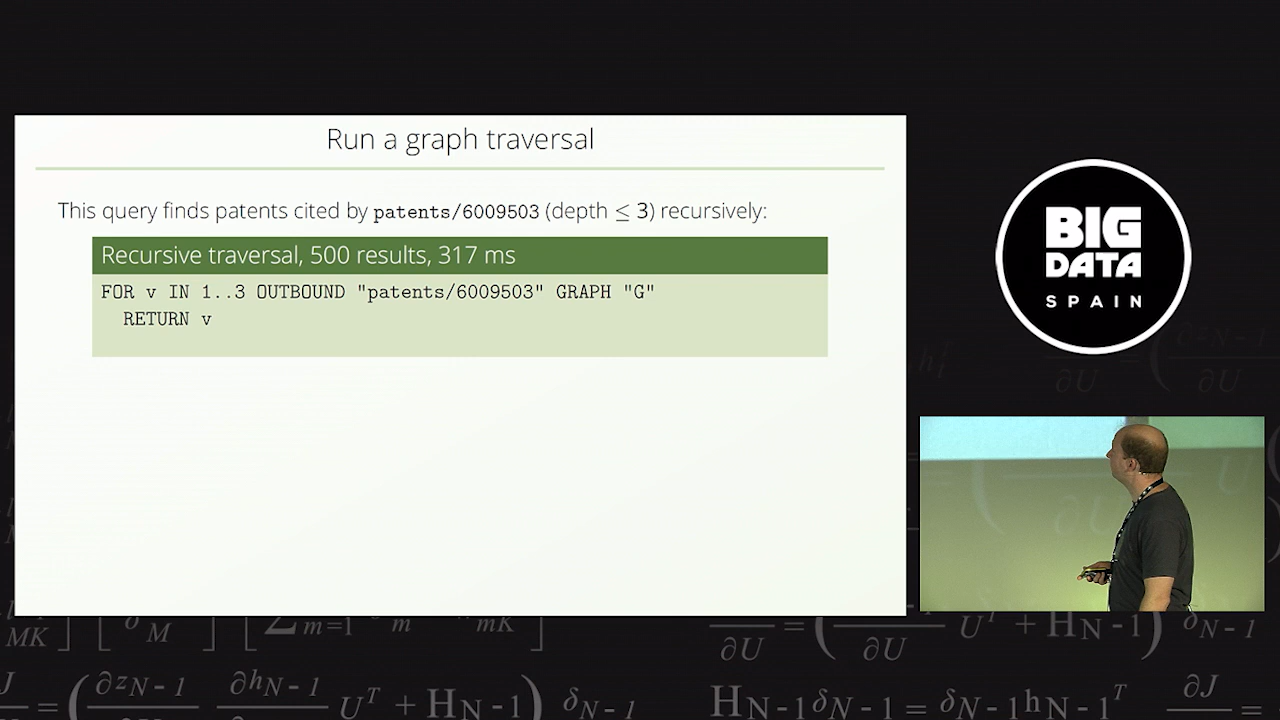 Run a graph traversal
This query finds patents cited by patents/6009503 (depth ≤ 3) recursively:
Recursive traversal, 500 results, 317 ms
FOR v IN 1..3 OUTBOUND "patents/6009503" GRAPH "G"
RETURN v
BIG
DATA
SPAIN